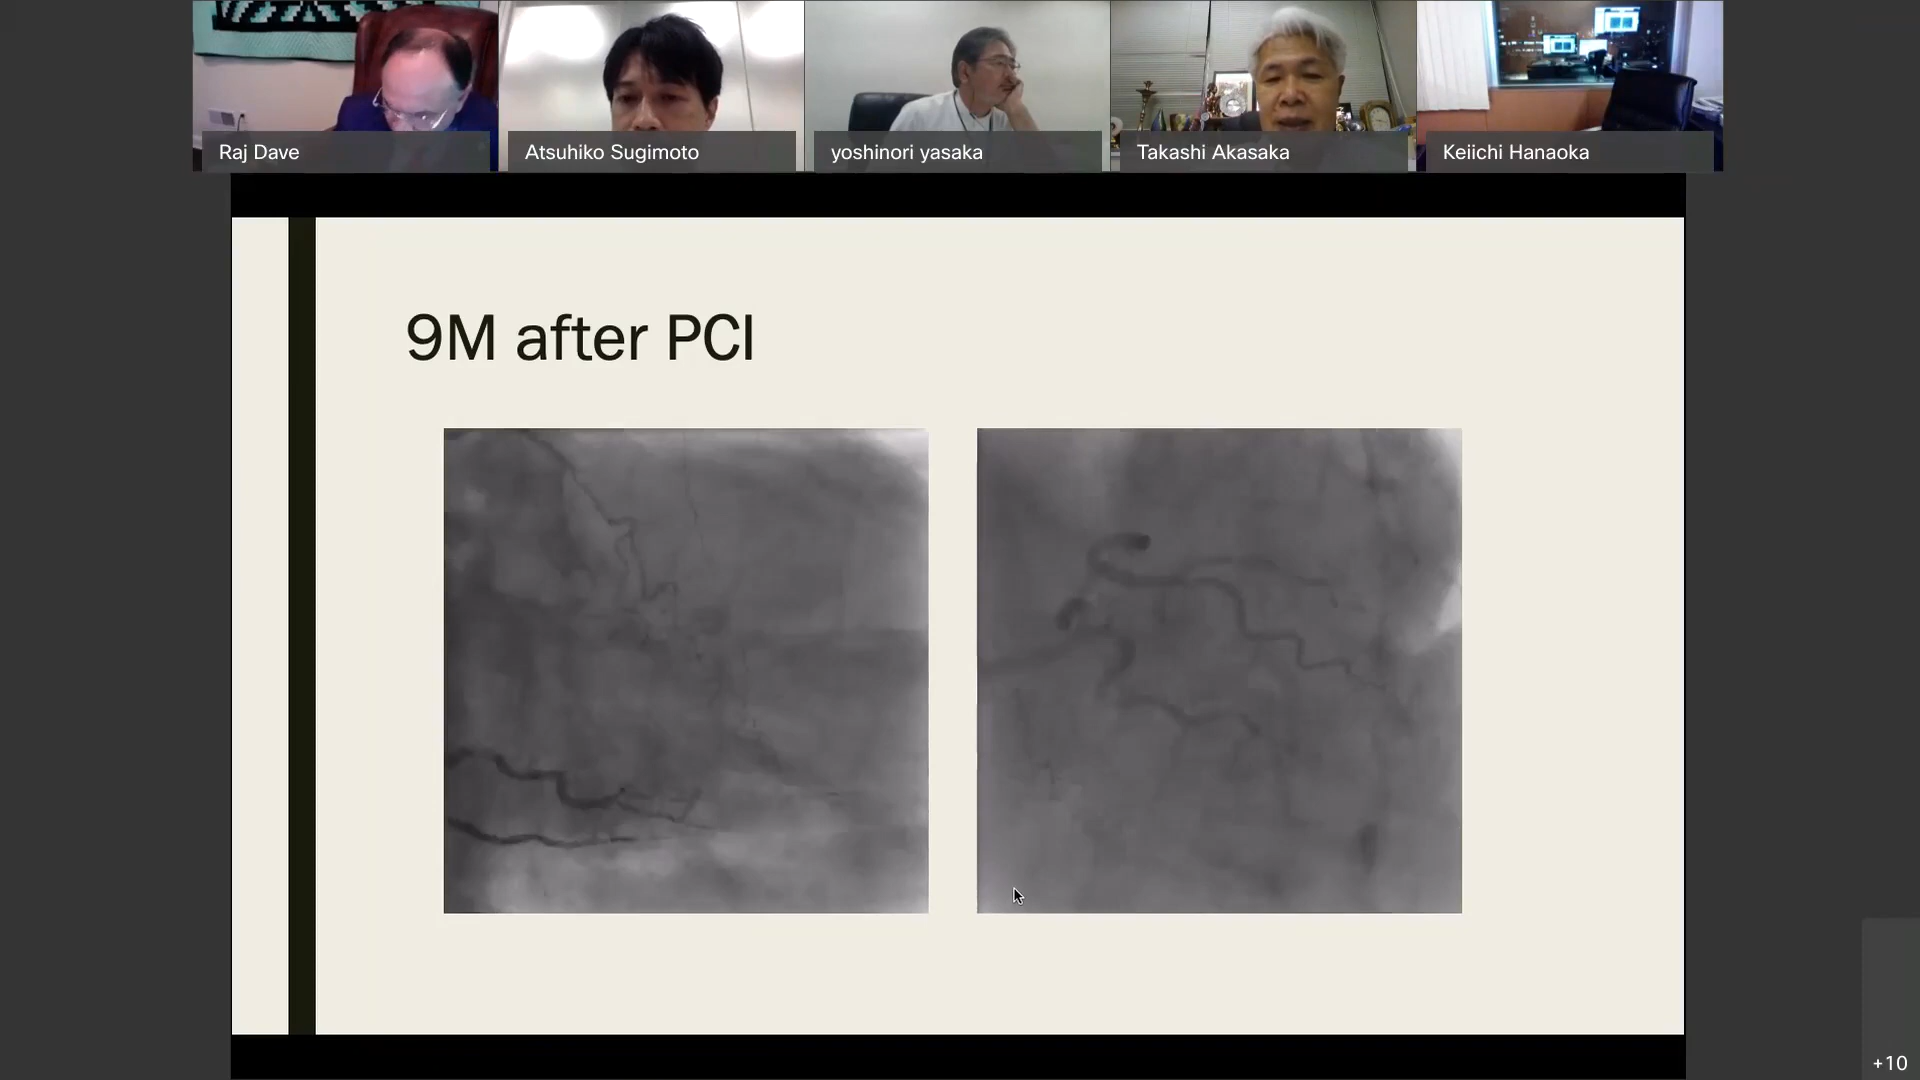 Raj Dave
Atsuhiko Sugimoto
yoshinori yasaka
Takashi Akasaka
Keiichi Hanaoka
9M after PCI
+10